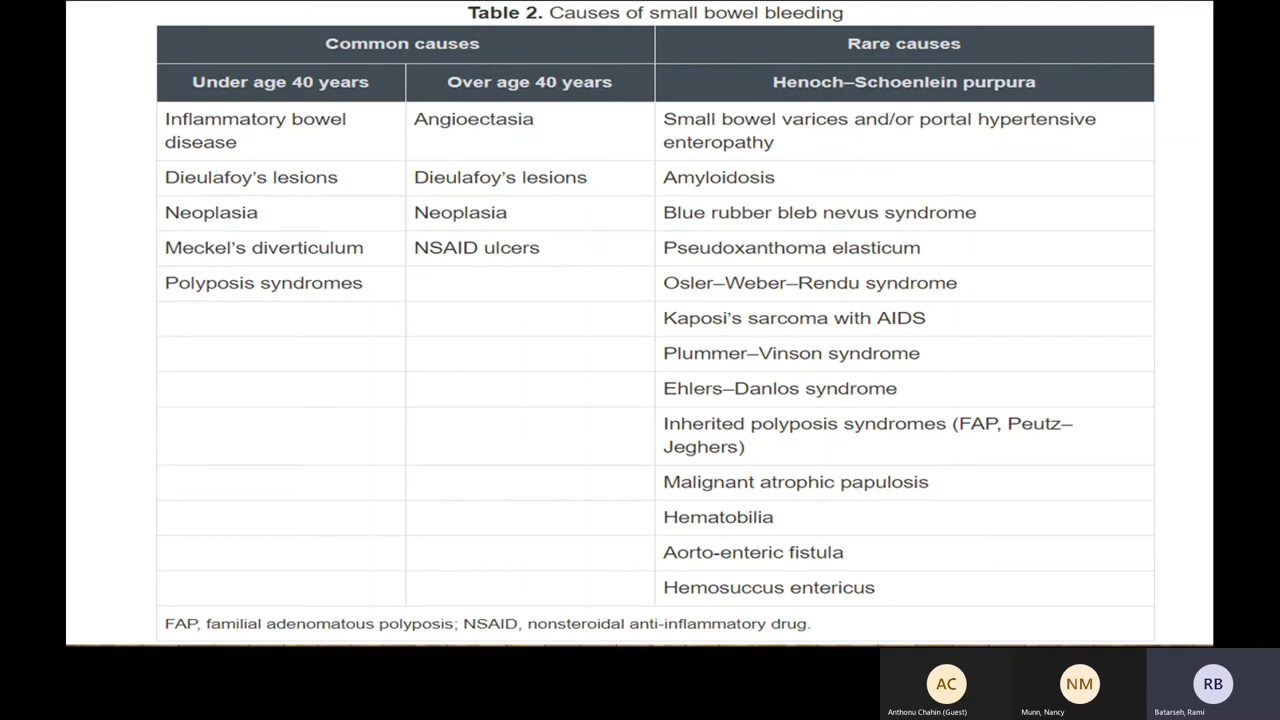 Table 2. Causes of small bowel bleeding
Common causes
Rare causes
Under age 40 years
Over age 40 years
Henoch–Schoenlein purpura
Inflammatory bowel
disease
Angioectasia
Small bowel varices and/or portal hypertensive
enteropathy
Dieulafoy's lesions
Dieulafoy's lesions
Amyloidosis
Neoplasia
Neoplasia
Blue rubber bleb nevus syndrome
Meckel's diverticulum
NSAID ulcers
Pseudoxanthoma elasticum
Polyposis syndromes
Osler–Weber–Rendu syndrome
Kaposi's sarcoma with AIDS
Plummer–Vinson syndrome
Ehlers–Danlos syndrome
Inherited polyposis syndromes (FAP, Peutz–
Jeghers)
Malignant atrophic papulosis
Hematobilia
Aorto-enteric fistula
Hemosuccus entericus
FAP, familial adenomatous polyposis; NSAID, nonsteroidal anti-inflammatory drug.
AC
NM
RB
Anthonu Chahin (Guest)
Munn, Nancy
Batarseh, Rami